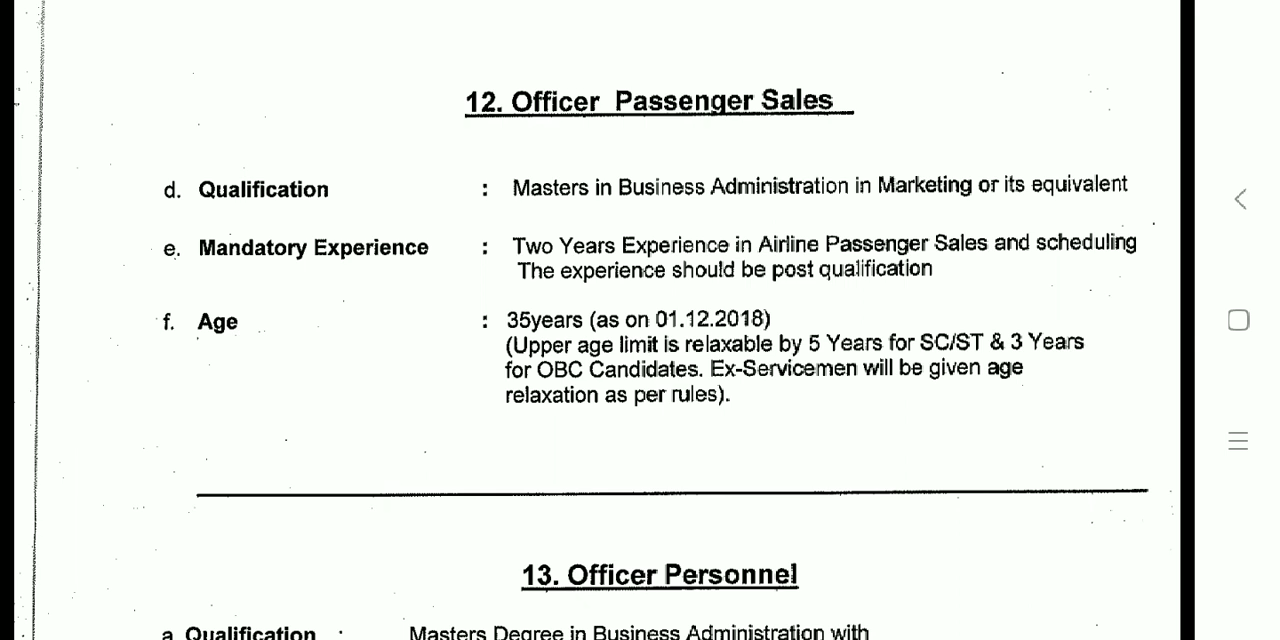 12. Officer Passenger Sales
d. Qualification : Masters in Business Administration in Marketing or its equivalent
e. Mandatory Experience : Two Years Experience in Airline Passenger Sales and scheduling
The experience should be post qualification
f. Age : 35years (as on 01.12.2018)
(Upper age limit is relaxable by 5 Years for SC/ST & 3 Years
for OBC Candidates. Ex-Servicemen will be given age
relaxation as per rules).
13. Officer Personnel
a Qualification : Masters Degree in Business Administration with